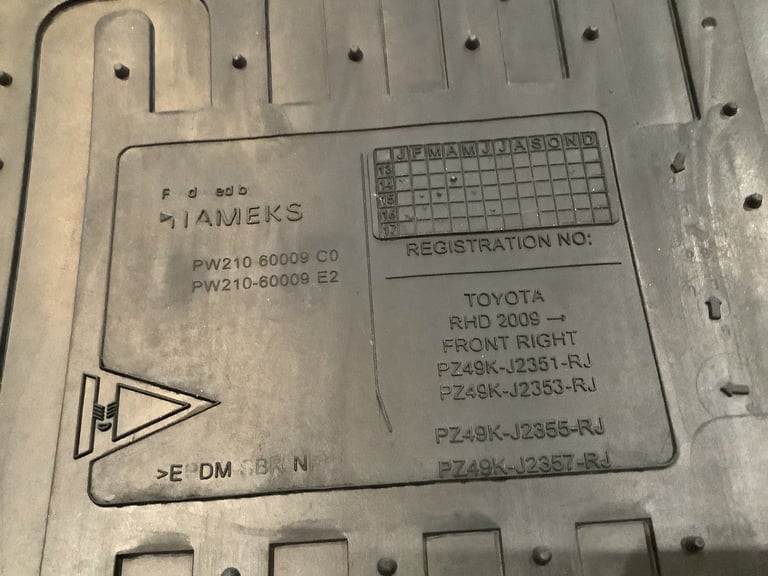 HAMEKS
PW210 60009 C0
PW210-60009 E2
J F M A M J J A S O N D
13
14
15
16
17
REGISTRATION NO:
TOYOTA
RHD 2009 →
FRONT RIGHT
PZ49K-J2351-RJ
PZ49K-J2353-RJ
PZ49K-J2355-RJ
PZ49K-J2357-RJ
>EPDM SBR N